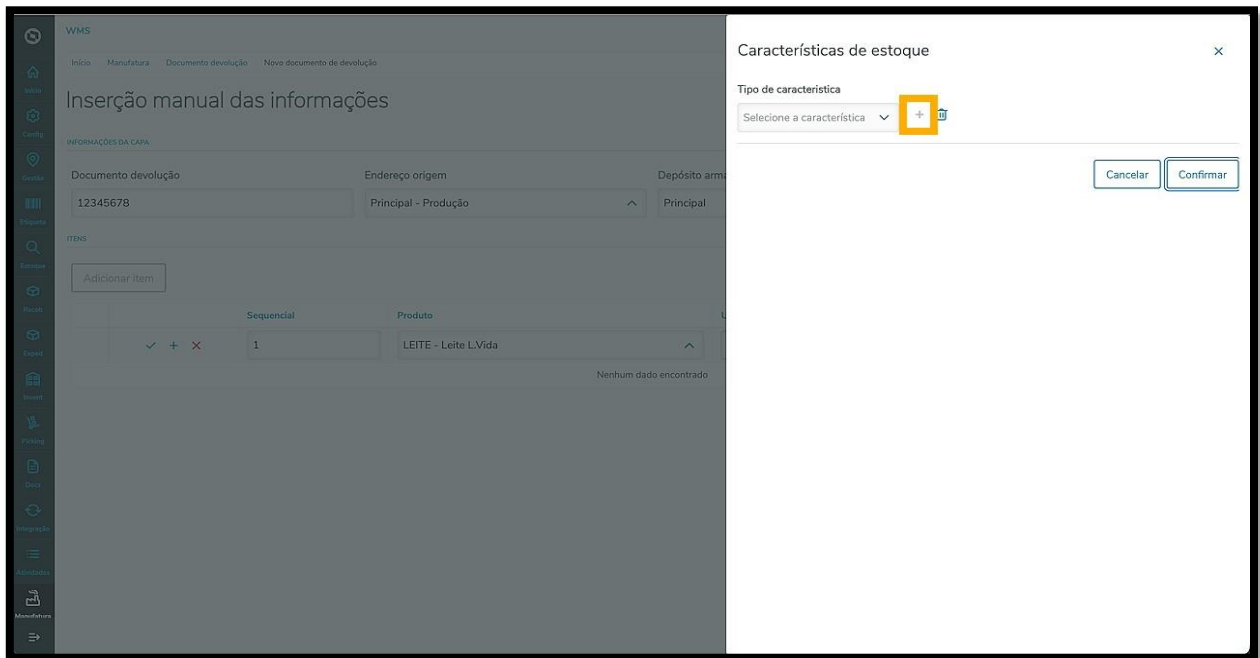 WMS
Início Manufatura Documento devolução Novo documento de devolução
Inserção manual das informações
INFORMAÇÕES DA CAPA
Documento devolução Endereço origem Depósito arma
12345678 Principal - Produção Principal
ITENS
Adicionar item
Sequencial Produto U
1 LEITE - Leite L.Vida
Nenhum dado encontrado
Início
Config
Gestão
Etiqueta
Estoque
Receb
Exped
Invent
Picking
Docs
Integração
Atividades
Manufatura
Características de estoque
Tipo de caracteristica
Selecione a característica
Cancelar Confirmar